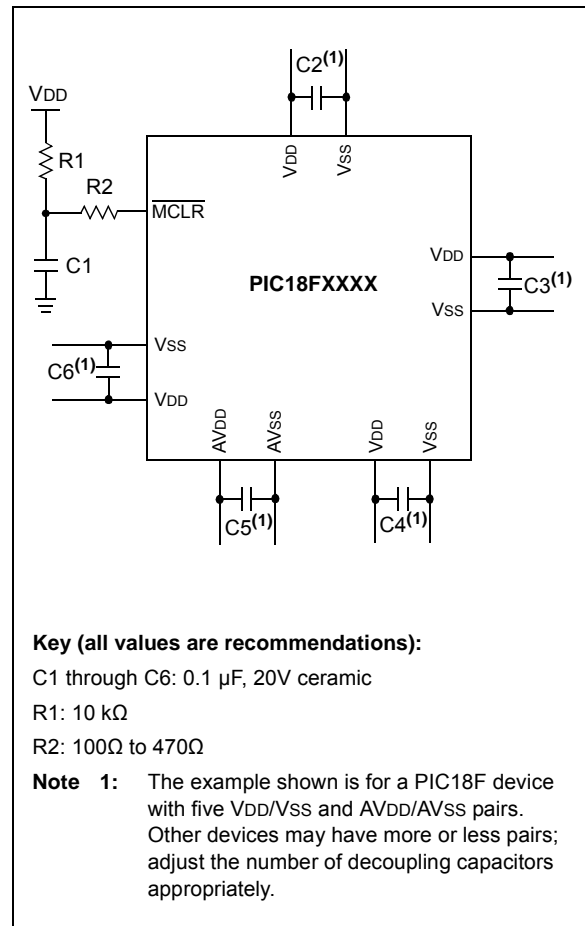 C2(1)
VDD
R1
R2
VDD
VSS
MCLR
C1
PIC18FXXXX
VDD
C3(1)
VSS
VSS
C6(1)
VDD
AVDD
AVSS
VDD
VSS
C5(1)
C4(1)
Key (all values are recommendations):
C1 through C6: 0.1 µF, 20V ceramic
R1: 10 kΩ
R2: 100Ω to 470Ω
Note 1: The example shown is for a PIC18F device
with five VDD/VSS and AVDD/AVSS pairs.
Other devices may have more or less pairs;
adjust the number of decoupling capacitors
appropriately.